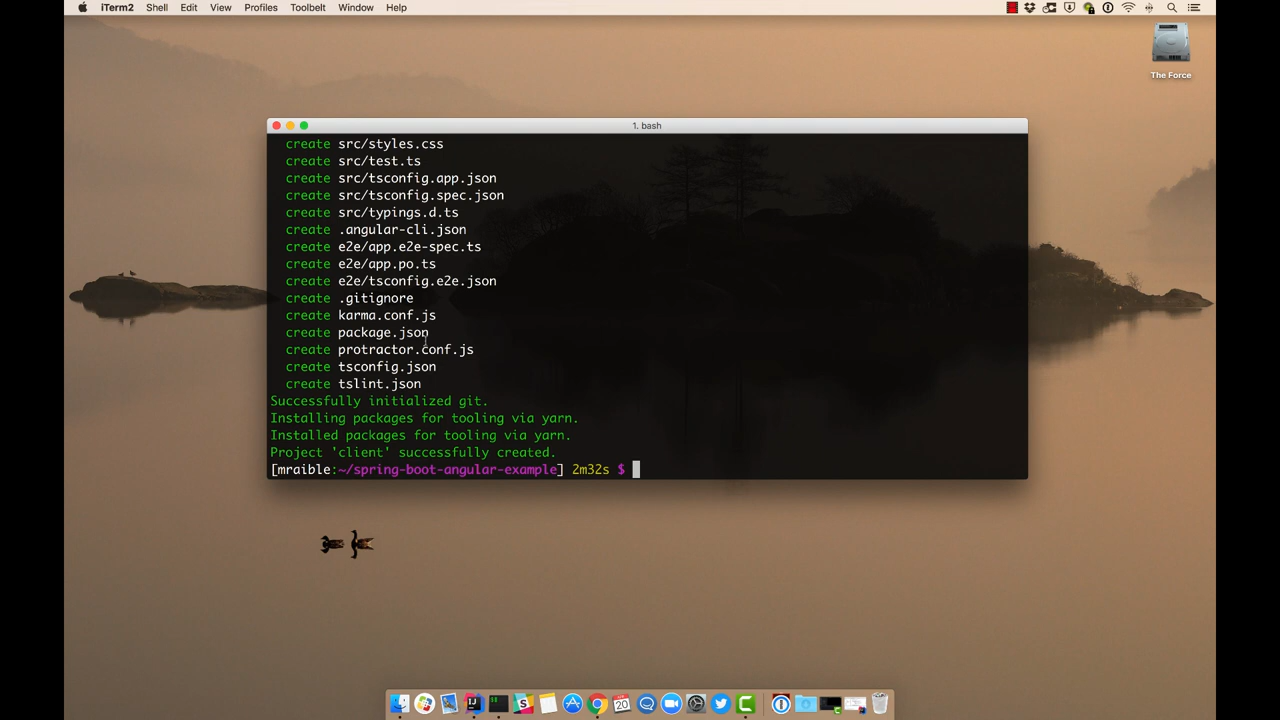 iTerm2 Shell Edit View Profiles Toolbelt Window Help
The Force
1. bash
create src/styles.css
create src/test.ts
create src/tsconfig.app.json
create src/tsconfig.spec.json
create src/typings.d.ts
create .angular-cli.json
create e2e/app.e2e-spec.ts
create e2e/app.po.ts
create e2e/tsconfig.e2e.json
create .gitignore
create karma.conf.js
create package.json
create protractor.conf.js
create tsconfig.json
create tslint.json
Successfully initialized git.
Installing packages for tooling via yarn.
Installed packages for tooling via yarn.
Project 'client' successfully created.
[mraible:~/spring-boot-angular-example] 2m32s $
20